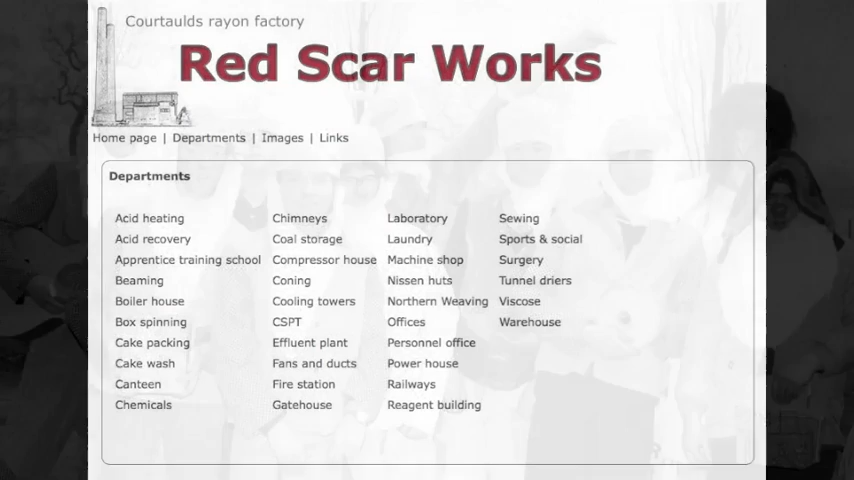 Courtaulds rayon factory
Red Scar Works
Home page | Departments | Images | Links
Departments
Acid heating
Acid recovery
Apprentice training school
Beaming
Boiler house
Box spinning
Cake packing
Cake wash
Canteen
Chemicals
Chimneys
Coal storage
Compressor house
Coning
Cooling towers
CSPT
Effluent plant
Fans and ducts
Fire station
Gatehouse
Laboratory
Laundry
Machine shop
Nissen huts
Northern Weaving
Offices
Personnel office
Power house
Railways
Reagent building
Sewing
Sports & social
Surgery
Tunnel driers
Viscose
Warehouse